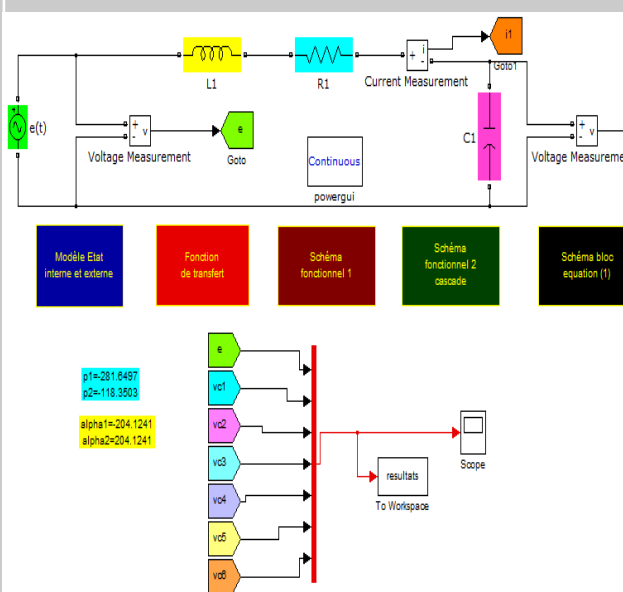 i1
Goto1
i
+
-
L1
R1
Current Measurement
+
e(t)
+
-
v
Voltage Measurement
e
Goto
Continuous
powergui
C1
+
-
v
Voltage Measureme
Modèle Etat
interne et externe
Fonction
de transfert
Schéma
fonctionnel 1
Schéma
fonctionnel 2
cascade
Schéma bloc
equation (1)
p1=-281.6497
p2=-118.3503
alpha1=-204.1241
alpha2=204.1241
e
vc1
vc2
vc3
vc4
vc5
vc6
Scope
resultats
To Workspace